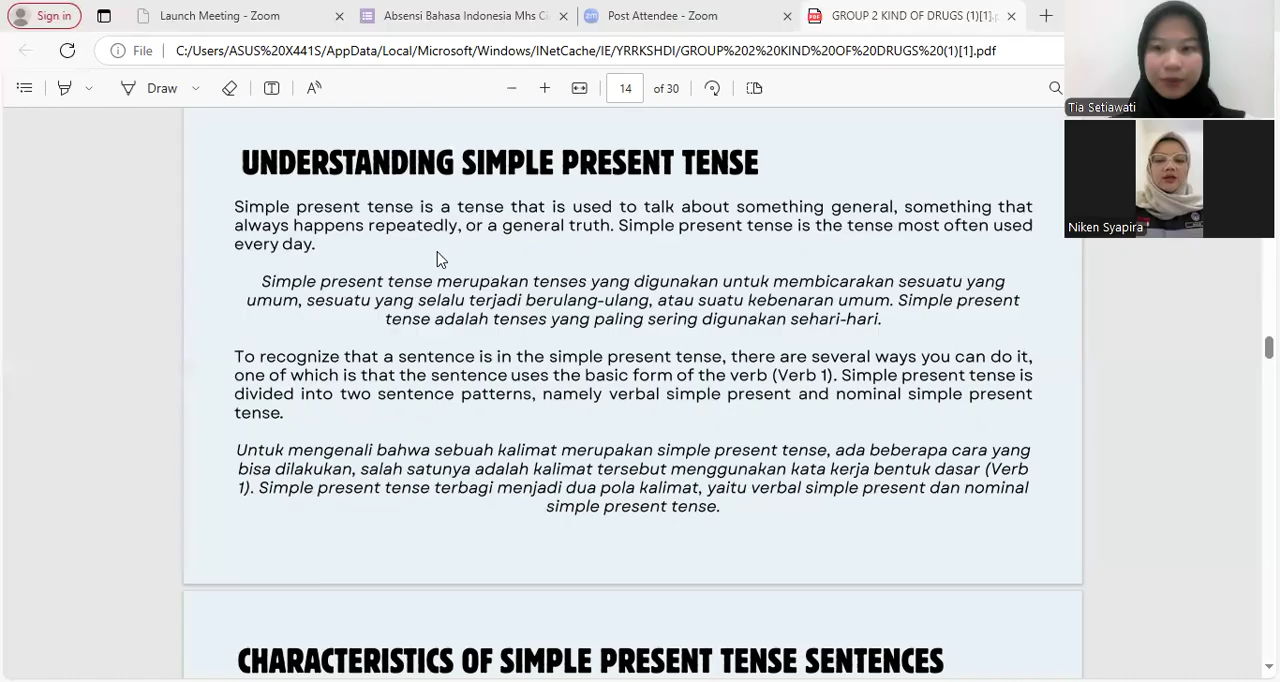 Sign in
Launch Meeting - Zoom
Absensi Bahasa Indonesia Mhs Ci
zm
Post Attendee - Zoom
PDF
GROUP 2 KIND OF DRUGS (1)[1].p
File
C:/Users/ASUS%20X441S/AppData/Local/Microsoft/Windows/INetCache/IE/YRRKSHDI/GROUP%202%20KIND%20OF%20DRUGS%20(1)[1].pdf
Draw
14
of 30
Tia Setiawati
Niken Syapira
UNDERSTANDING SIMPLE PRESENT TENSE
Simple present tense is a tense that is used to talk about something general, something that
always happens repeatedly, or a general truth. Simple present tense is the tense most often used
every day.
Simple present tense merupakan tenses yang digunakan untuk membicarakan sesuatu yang
umum, sesuatu yang selalu terjadi berulang-ulang, atau suatu kebenaran umum. Simple present
tense adalah tenses yang paling sering digunakan sehari-hari.
To recognize that a sentence is in the simple present tense, there are several ways you can do it,
one of which is that the sentence uses the basic form of the verb (Verb 1). Simple present tense is
divided into two sentence patterns, namely verbal simple present and nominal simple present
tense.
Untuk mengenali bahwa sebuah kalimat merupakan simple present tense, ada beberapa cara yang
bisa dilakukan, salah satunya adalah kalimat tersebut menggunakan kata kerja bentuk dasar (Verb
1). Simple present tense terbagi menjadi dua pola kalimat, yaitu verbal simple present dan nominal
simple present tense.
CHARACTERISTICS OF SIMPLE PRESENT TENSE SENTENCES